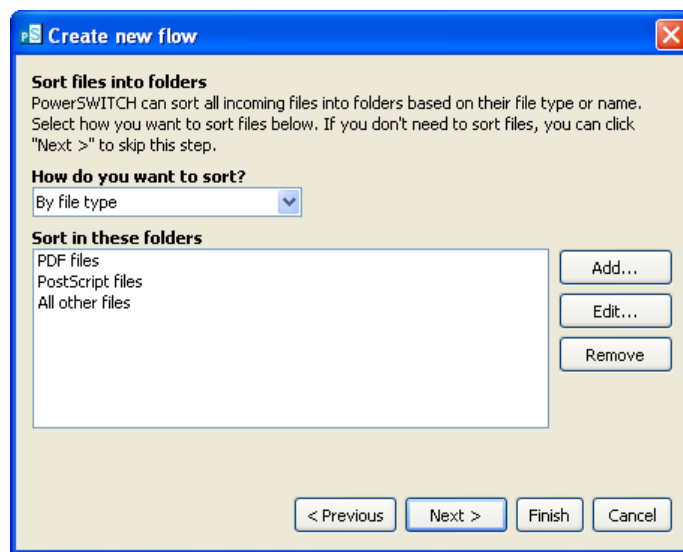 pS Create new flow
Sort files into folders
PowerSWITCH can sort all incoming files into folders based on their file type or name.
Select how you want to sort files below. If you don't need to sort files, you can click
"Next >" to skip this step.
How do you want to sort?
By file type
Sort in these folders
PDF files
PostScript files
All other files
Add...
Edit...
Remove
< Previous
Next >
Finish
Cancel